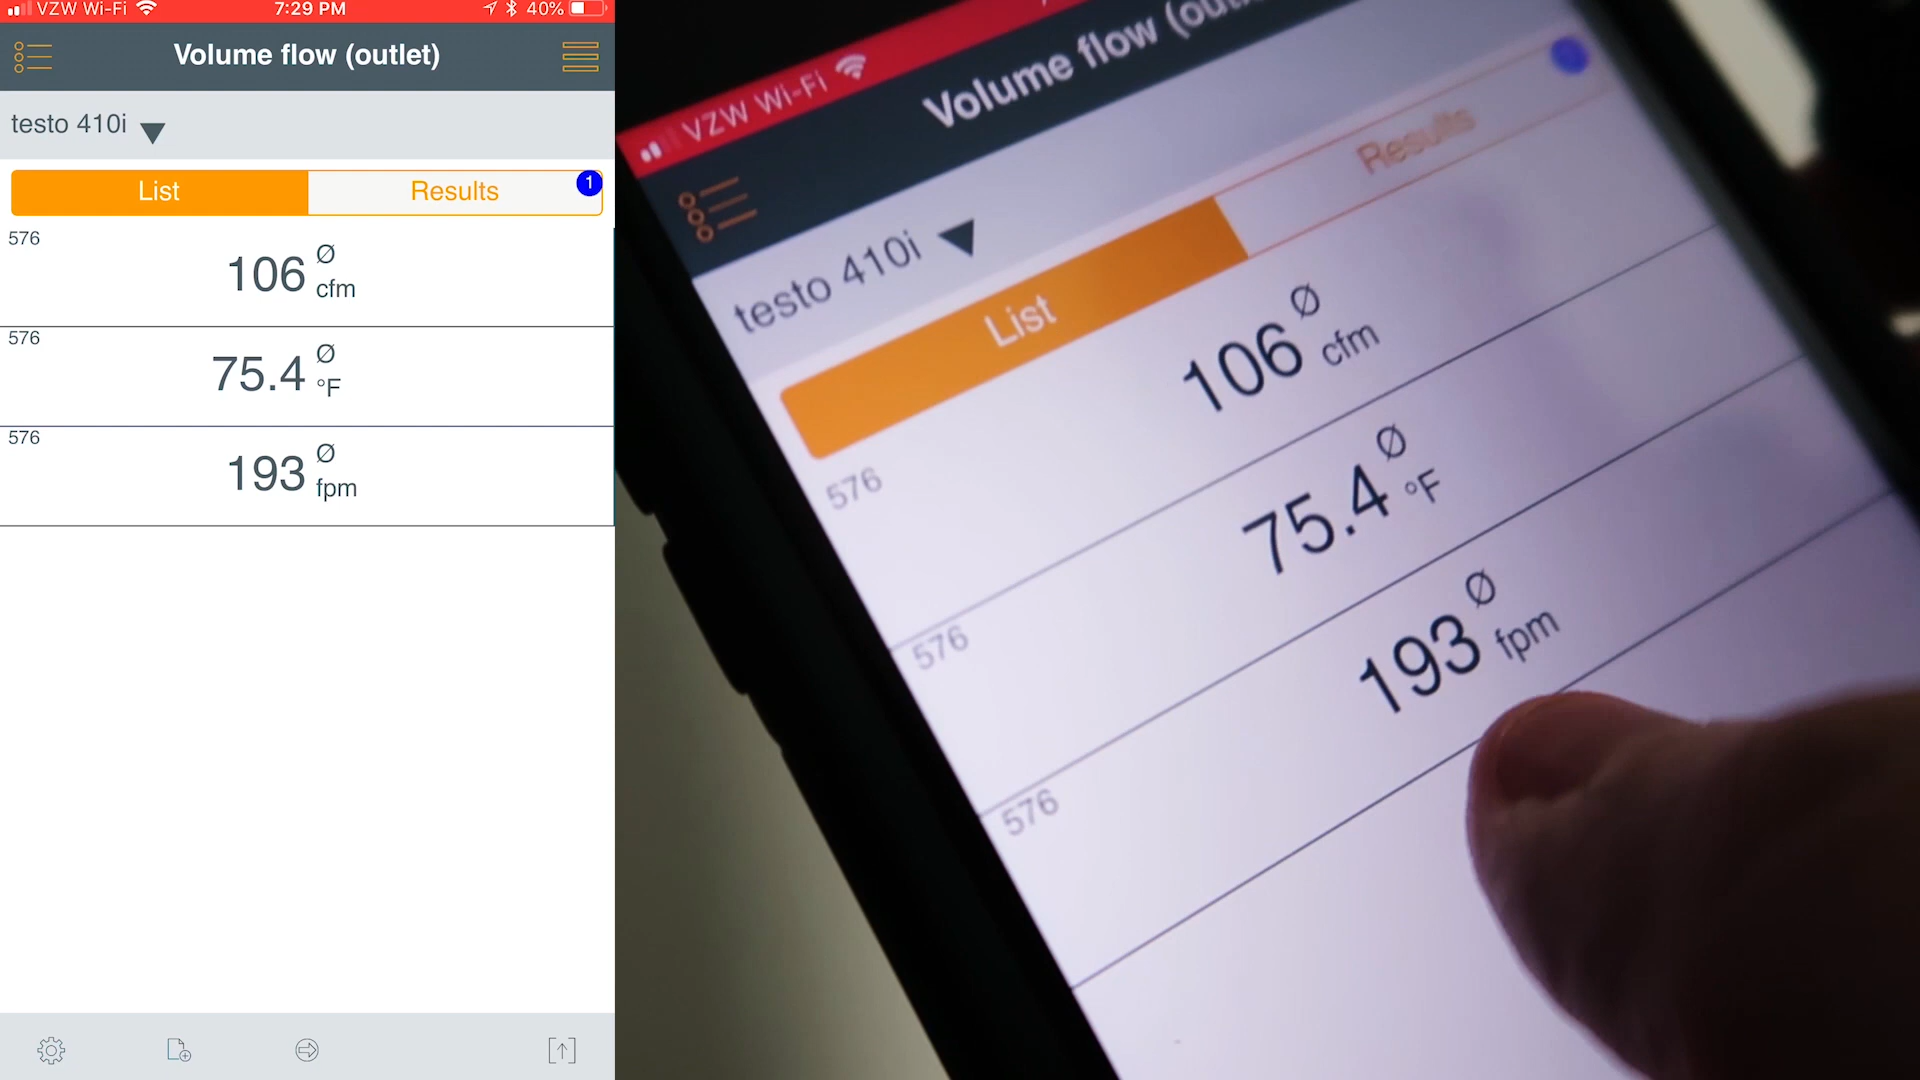 VZW Wi-Fi 7:29 PM 40%
Volume flow (outlet)
testo 410i
List Results 1
576
106 Ø cfm
576
75.4 Ø °F
576
193 Ø fpm
VZW Wi-Fi
Volume flow (ou
testo 410i
List Results
106 Ø cfm
576
75.4 Ø °F
576
193 Ø fpm
576